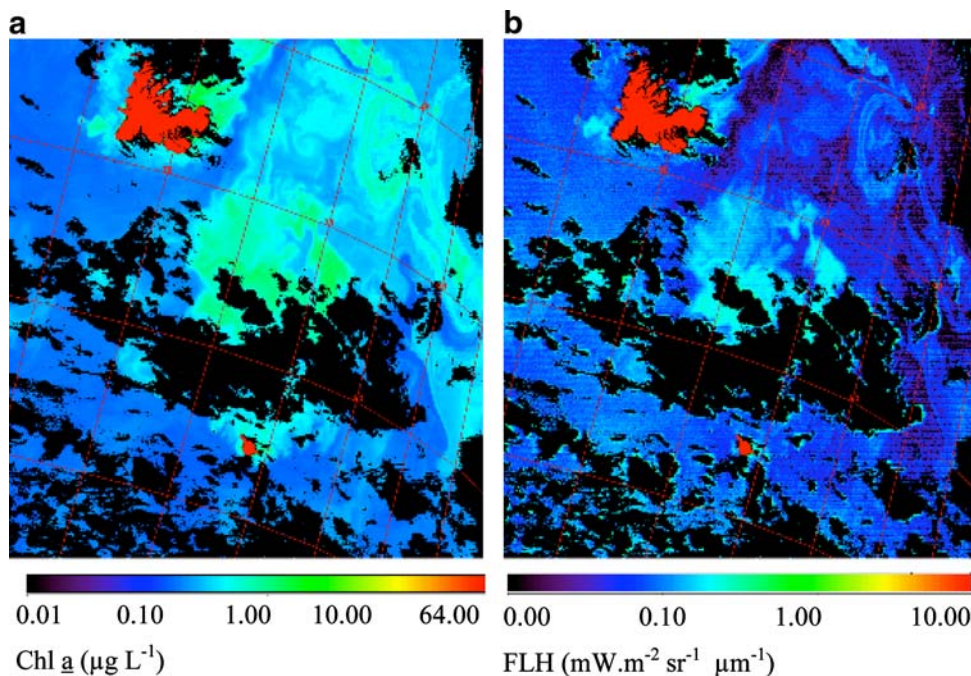 a
b
0.01 0.10 1.00 10.00 64.00
0.00 0.10 1.00 10.00
Chl a (µg L⁻¹)
FLH (mW.m⁻² sr⁻¹ µm⁻¹)